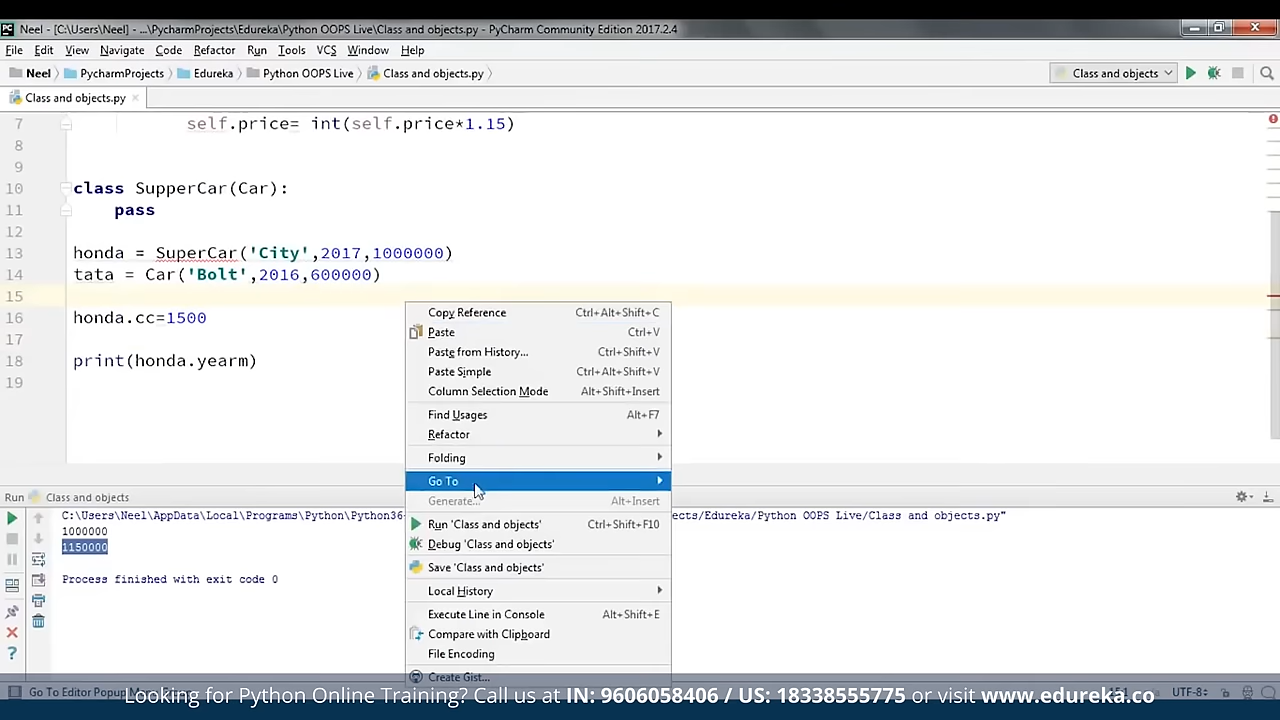 Neel - [C:\Users\Neel] - ...\PycharmProjects\Edureka\Python OOPS Live\Class and objects.py - PyCharm Community Edition 2017.2.4
File Edit View Navigate Code Refactor Run Tools VCS Window Help
Neel PycharmProjects Edureka Python OOPS Live Class and objects.py Class and objects
Class and objects.py
7 self.price= int(self.price*1.15)
8
9
10 class SupperCar(Car):
11 pass
12
13 honda = SuperCar('City',2017,1000000)
14 tata = Car('Bolt',2016,600000)
15
16 honda.cc=1500
17
18 print(honda.yearm)
19
Copy Reference Ctrl+Alt+Shift+C
Paste Ctrl+V
Paste from History... Ctrl+Shift+V
Paste Simple Ctrl+Alt+Shift+V
Column Selection Mode Alt+Shift+Insert
Find Usages Alt+F7
Refactor
Folding
Go To
Generate... Alt+Insert
Run 'Class and objects' Ctrl+Shift+F10
Debug 'Class and objects'
Save 'Class and objects'
Local History
Execute Line in Console Alt+Shift+E
Compare with Clipboard
File Encoding
Create Gist...
Run Class and objects
C:\Users\Neel\AppData\Local\Programs\Python\Python36- ects/Edureka/Python OOPS Live/Class and objects.py"
1000000
1150000
Process finished with exit code 0
Go To Editor Popup UTF-8
Looking for Python Online Training? Call us at IN: 9606058406 / US: 18338555775 or visit www.edureka.co